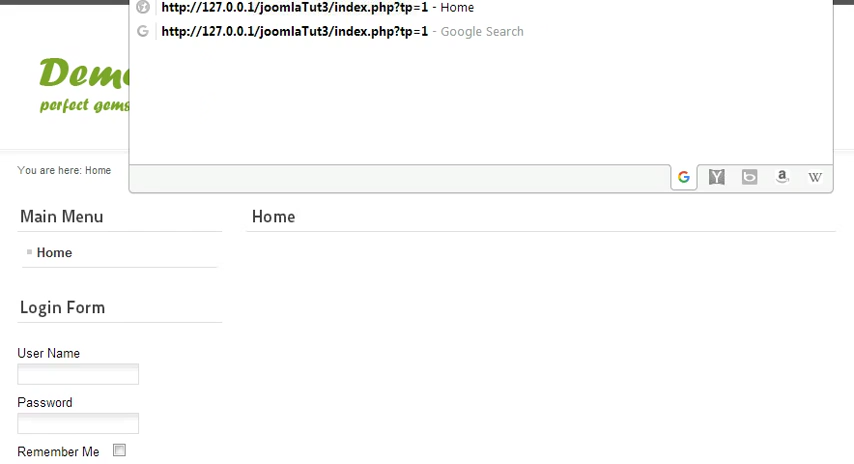 http://127.0.0.1/joomlaTut3/index.php?tp=1 - Home
http://127.0.0.1/joomlaTut3/index.php?tp=1 - Google Search
perfect gems
You are here: Home
Main Menu
Home
Home
Login Form
User Name
Password
Remember Me